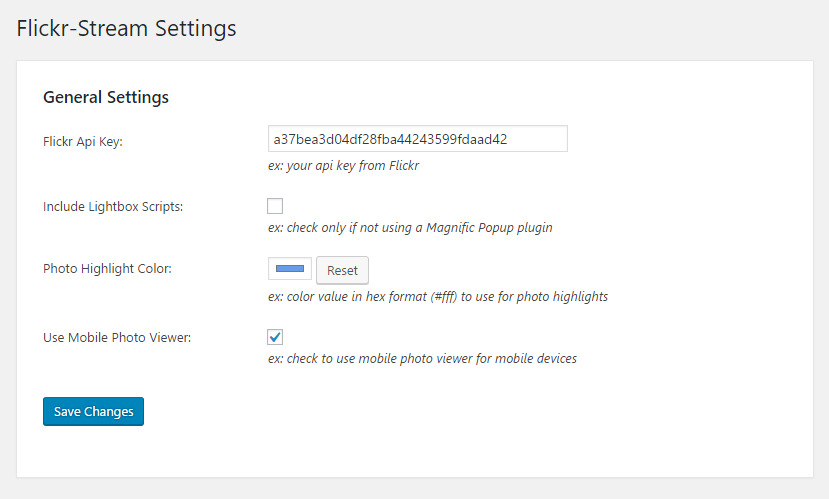 Flickr-Stream Settings
General Settings
Flickr Api Key:
a37bea3d04df28fba44243599fdaad42
ex: your api key from Flickr
Include Lightbox Scripts:
ex: check only if not using a Magnific Popup plugin
Photo Highlight Color:
Reset
ex: color value in hex format (#fff) to use for photo highlights
Use Mobile Photo Viewer:
ex: check to use mobile photo viewer for mobile devices
Save Changes